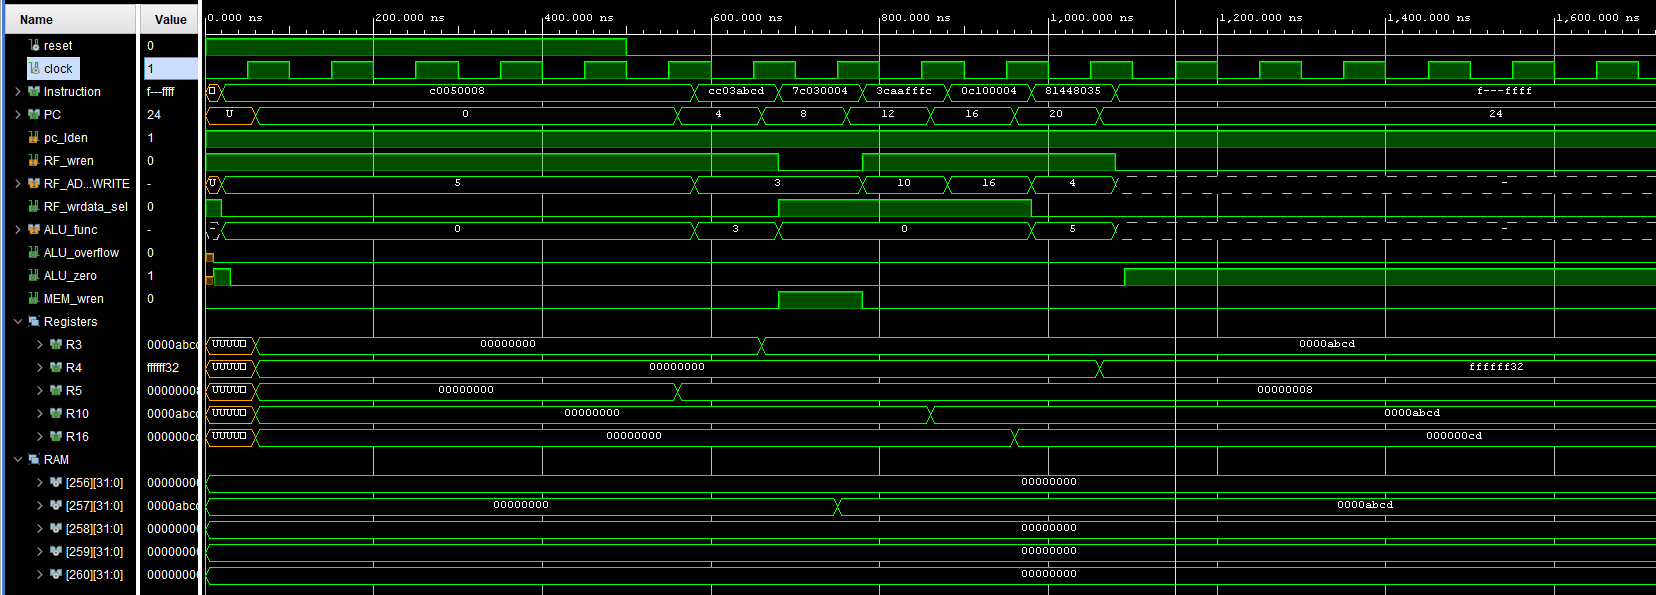 Name Value 0.000 ns 200.000 ns 400.000 ns 600.000 ns 800.000 ns 1,000.000 ns 1,200.000 ns 1,400.000 ns 1,600.000 ns
reset 0
clock 1
Instruction f---ffff c0050008 cc03abcd 7c030004 3caafffc 0c100004 81448035 f---ffff
PC 24 U 0 4 8 12 16 20 24
pc_lden 1
RF_wren 0
RF_AD...WRITE - U 5 3 10 16 4 -
RF_wrdata_sel 0
ALU_func - - 0 3 0 5 -
ALU_overflow 0
ALU_zero 1
MEM_wren 0
Registers
R3 0000abcd UUUU 00000000 0000abcd
R4 ffffff32 UUUU 00000000 ffffff32
R5 00000008 UUUU 00000000 00000008
R10 0000abcd UUUU 00000000 0000abcd
R16 000000cd UUUU 00000000 000000cd
RAM
[256][31:0] 00000000 00000000
[257][31:0] 0000abcd 00000000 0000abcd
[258][31:0] 00000000 00000000
[259][31:0] 00000000 00000000
[260][31:0] 00000000 00000000